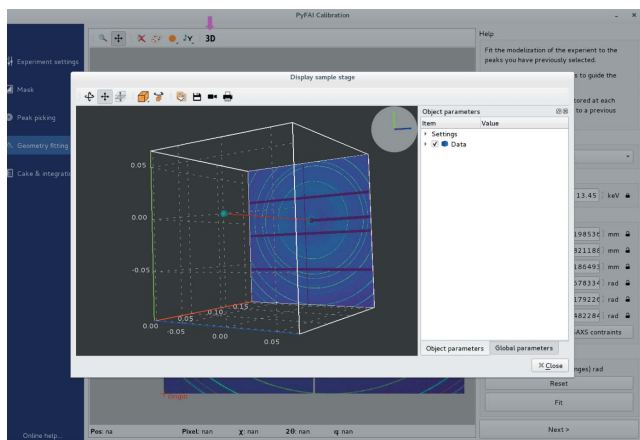 PyFAI Calibration
3D
Help
Fit the modelization of the experient to the
peaks you have previously selected.
s to guide the
tored at each
to a previous
Experiment settings
Mask
Peak picking
Geometry fitting
Cake & integratio
Display sample stage
Object parameters
Item Value
Settings
Data
0.05
0.00
-0.05
0.00 0.05 0.10 0.15
-0.05 0.00 0.05
Object parameters Global parameters
Close
13.45 keV
mm
mm
mm
rad
rad
rad
SAXS contraints
nges) rad
Reset
Fit
Next >
Pos: na Pixel: nan χ: nan 2θ: nan q: nan
Online help...